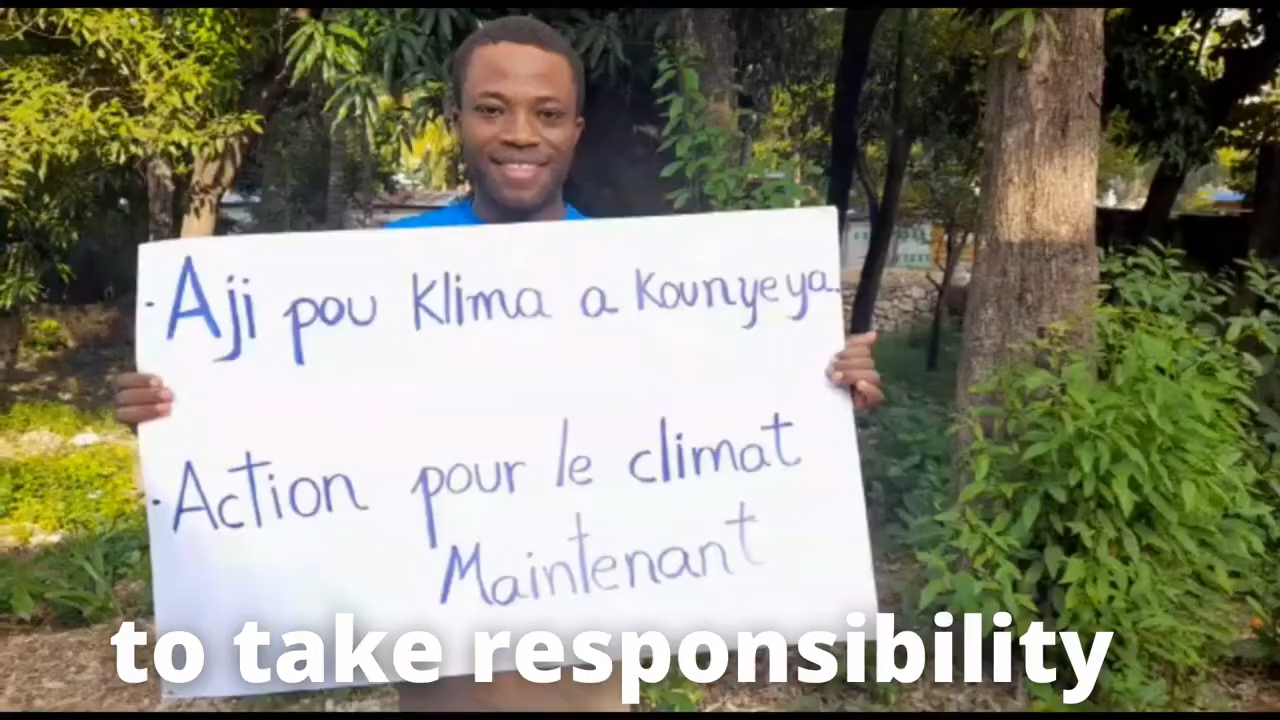 · Aji pou Klima a Kounyeya.
· Action pour le climat
Maintenant
to take responsibility